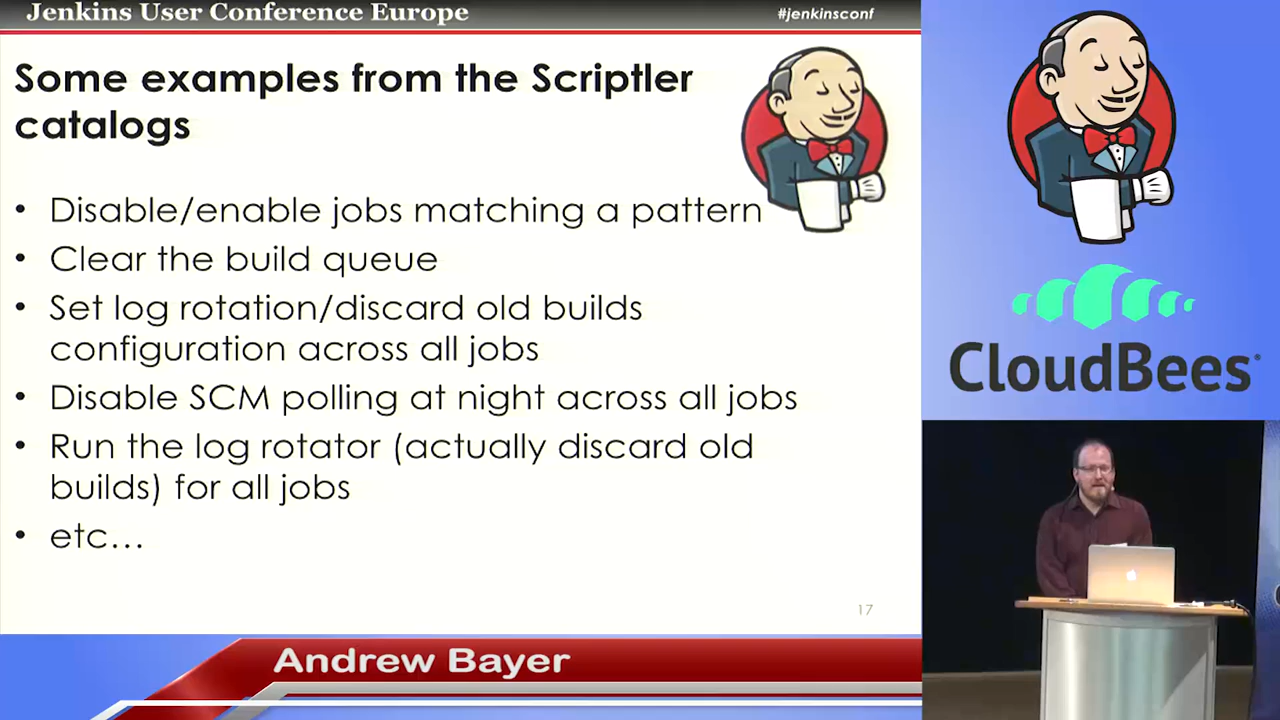 Jenkins User Conference Europe
#jenkinsconf
Some examples from the Scriptler
catalogs
• Disable/enable jobs matching a pattern
• Clear the build queue
• Set log rotation/discard old builds
configuration across all jobs
• Disable SCM polling at night across all jobs
• Run the log rotator (actually discard old
builds) for all jobs
• etc…
17
CloudBees
Andrew Bayer